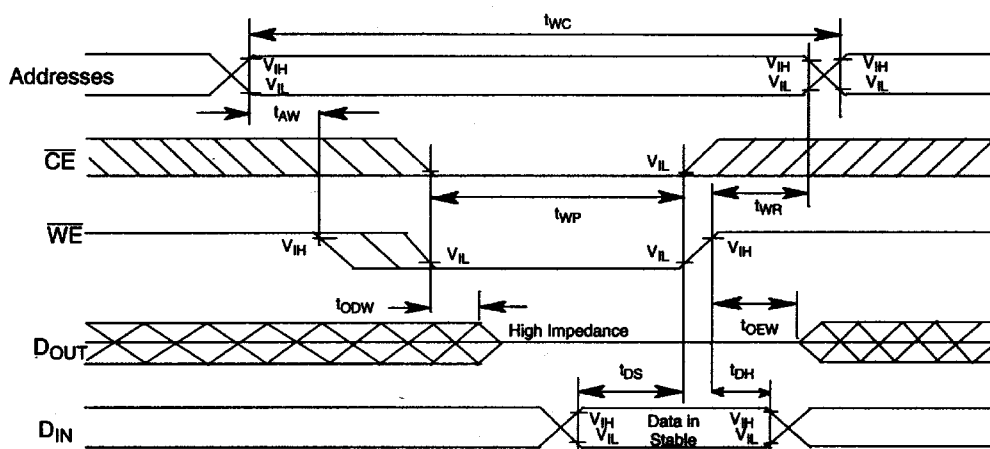 tWC
Addresses
VIH
VIL
VIH
VIL
VIH
VIL
tAW
CE
VIL
tWP
tWR
WE
VIH
VIL
VIL
VIH
tODW
tOEW
DOUT
High Impedance
tDS
tDH
DIN
VIH
VIL
Data in
Stable
VIH
VIL